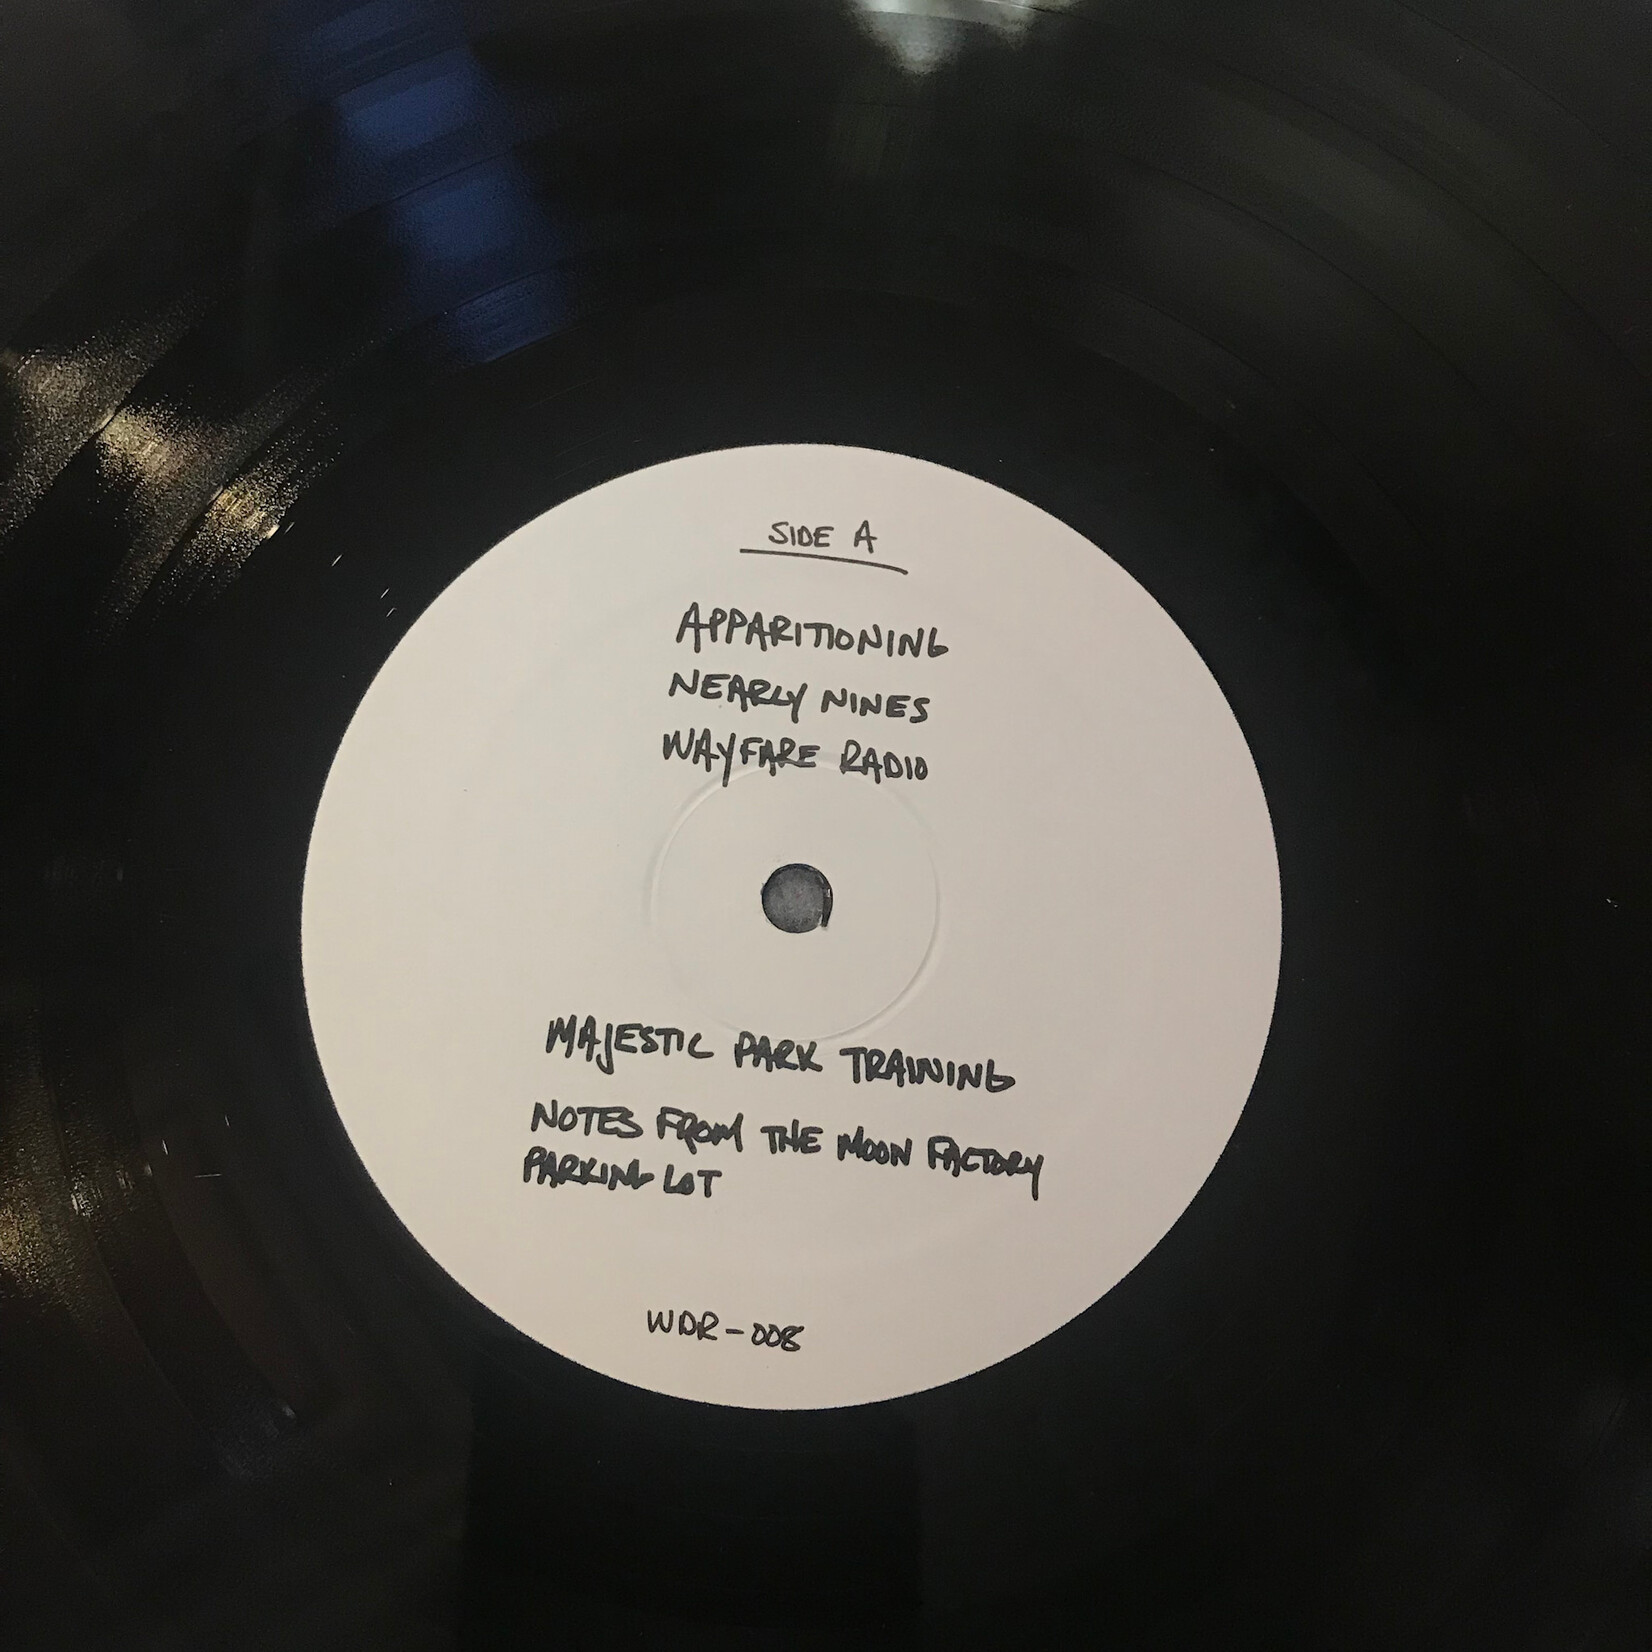 SIDE A
APPARITIONING
NEARLY NINES
WAYFARE RADIO
MAJESTIC PARK TRAINING
NOTES FROM THE MOON FACTORY
PARKING LOT
WDR-008